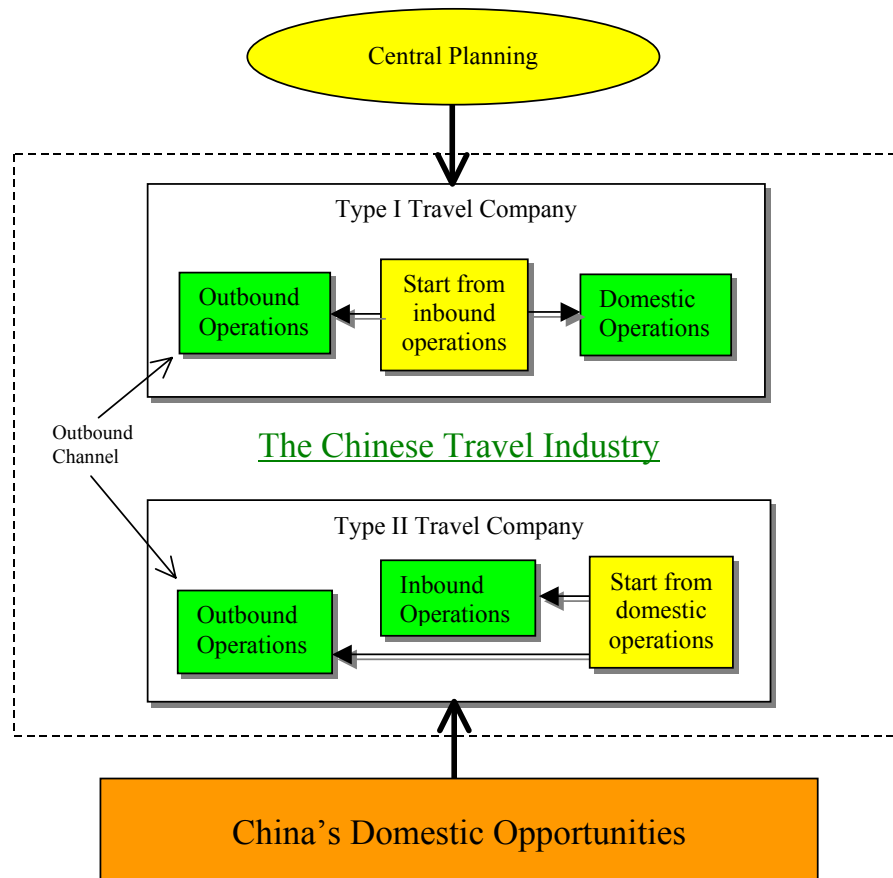 Central Planning
Type I Travel Company
Outbound
Operations
Start from
inbound
operations
Domestic
Operations
Outbound
Channel
The Chinese Travel Industry
Type II Travel Company
Outbound
Operations
Inbound
Operations
Start from
domestic
operations
China’s Domestic Opportunities